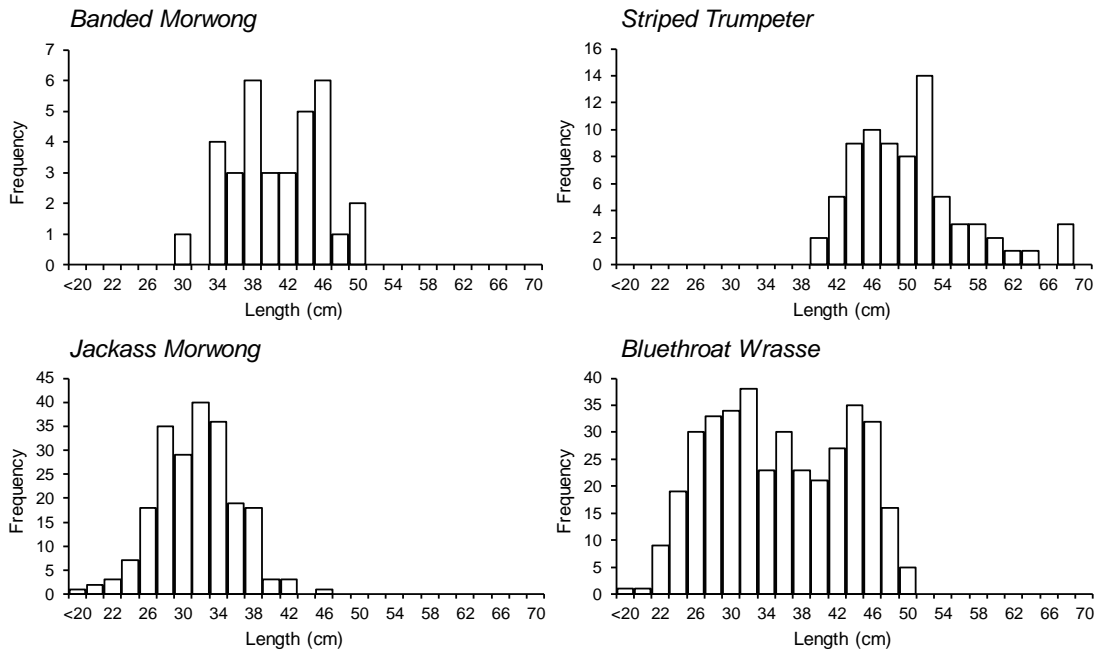 Banded Morwong
7
6
5
4
3
2
1
0
Frequency
<20 22 26 30 34 38 42 46 50 54 58 62 66 70
Length (cm)
Striped Trumpeter
16
14
12
10
8
6
4
2
0
Frequency
<20 22 26 30 34 38 42 46 50 54 58 62 66 70
Length (cm)
Jackass Morwong
45
40
35
30
25
20
15
10
5
0
Frequency
<20 22 26 30 34 38 42 46 50 54 58 62 66 70
Length (cm)
Bluethroat Wrasse
40
35
30
25
20
15
10
5
0
Frequency
<20 22 26 30 34 38 42 46 50 54 58 62 66 70
Length (cm)